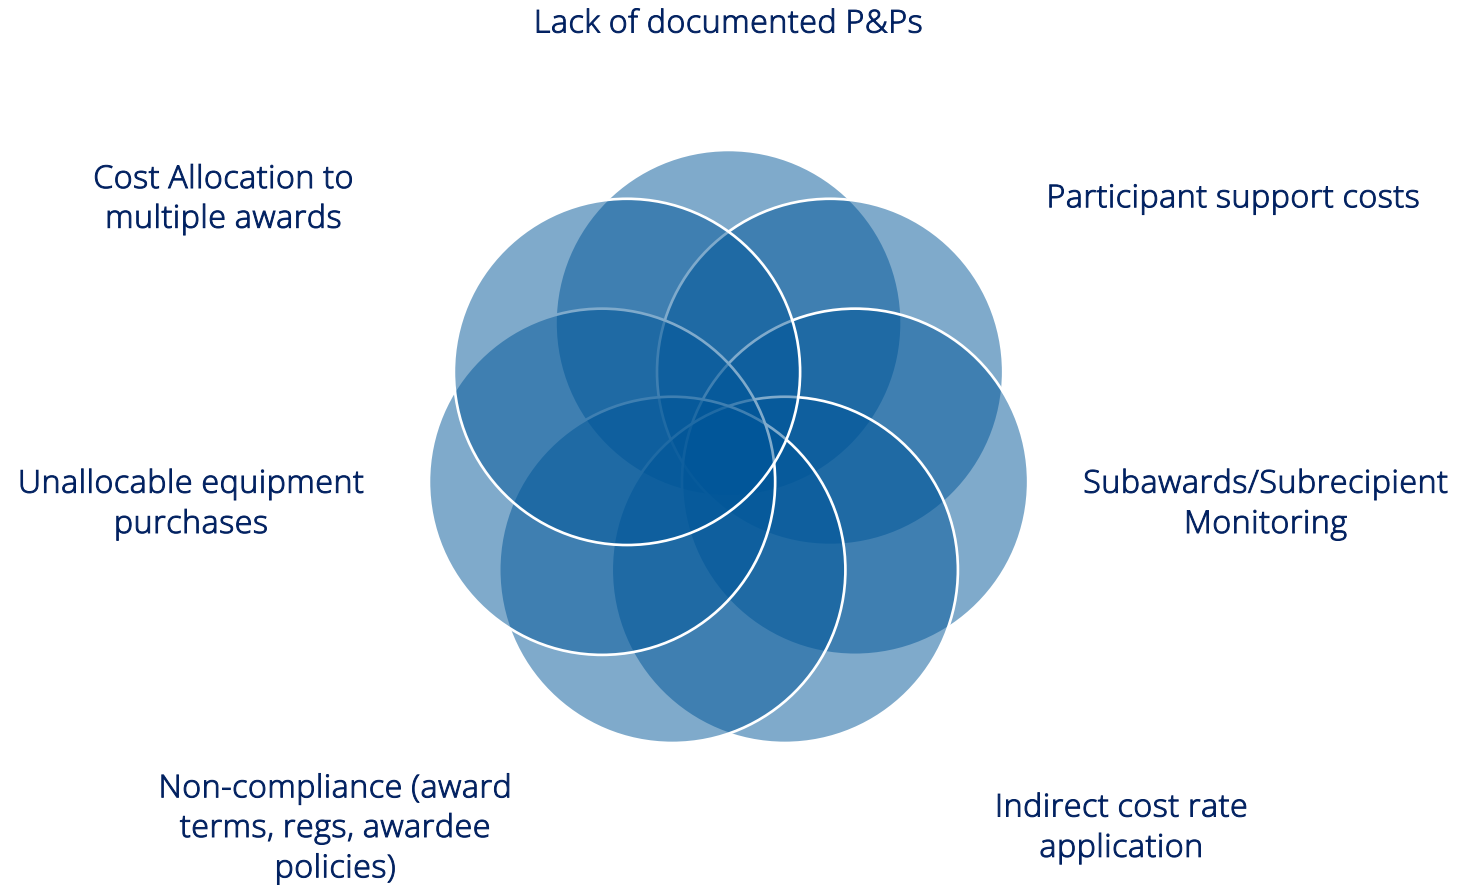 Lack of documented P&Ps
Cost Allocation to
multiple awards
Participant support costs
Unallocable equipment
purchases
Subawards/Subrecipient
Monitoring
Non-compliance (award
terms, regs, awardee
policies)
Indirect cost rate
application